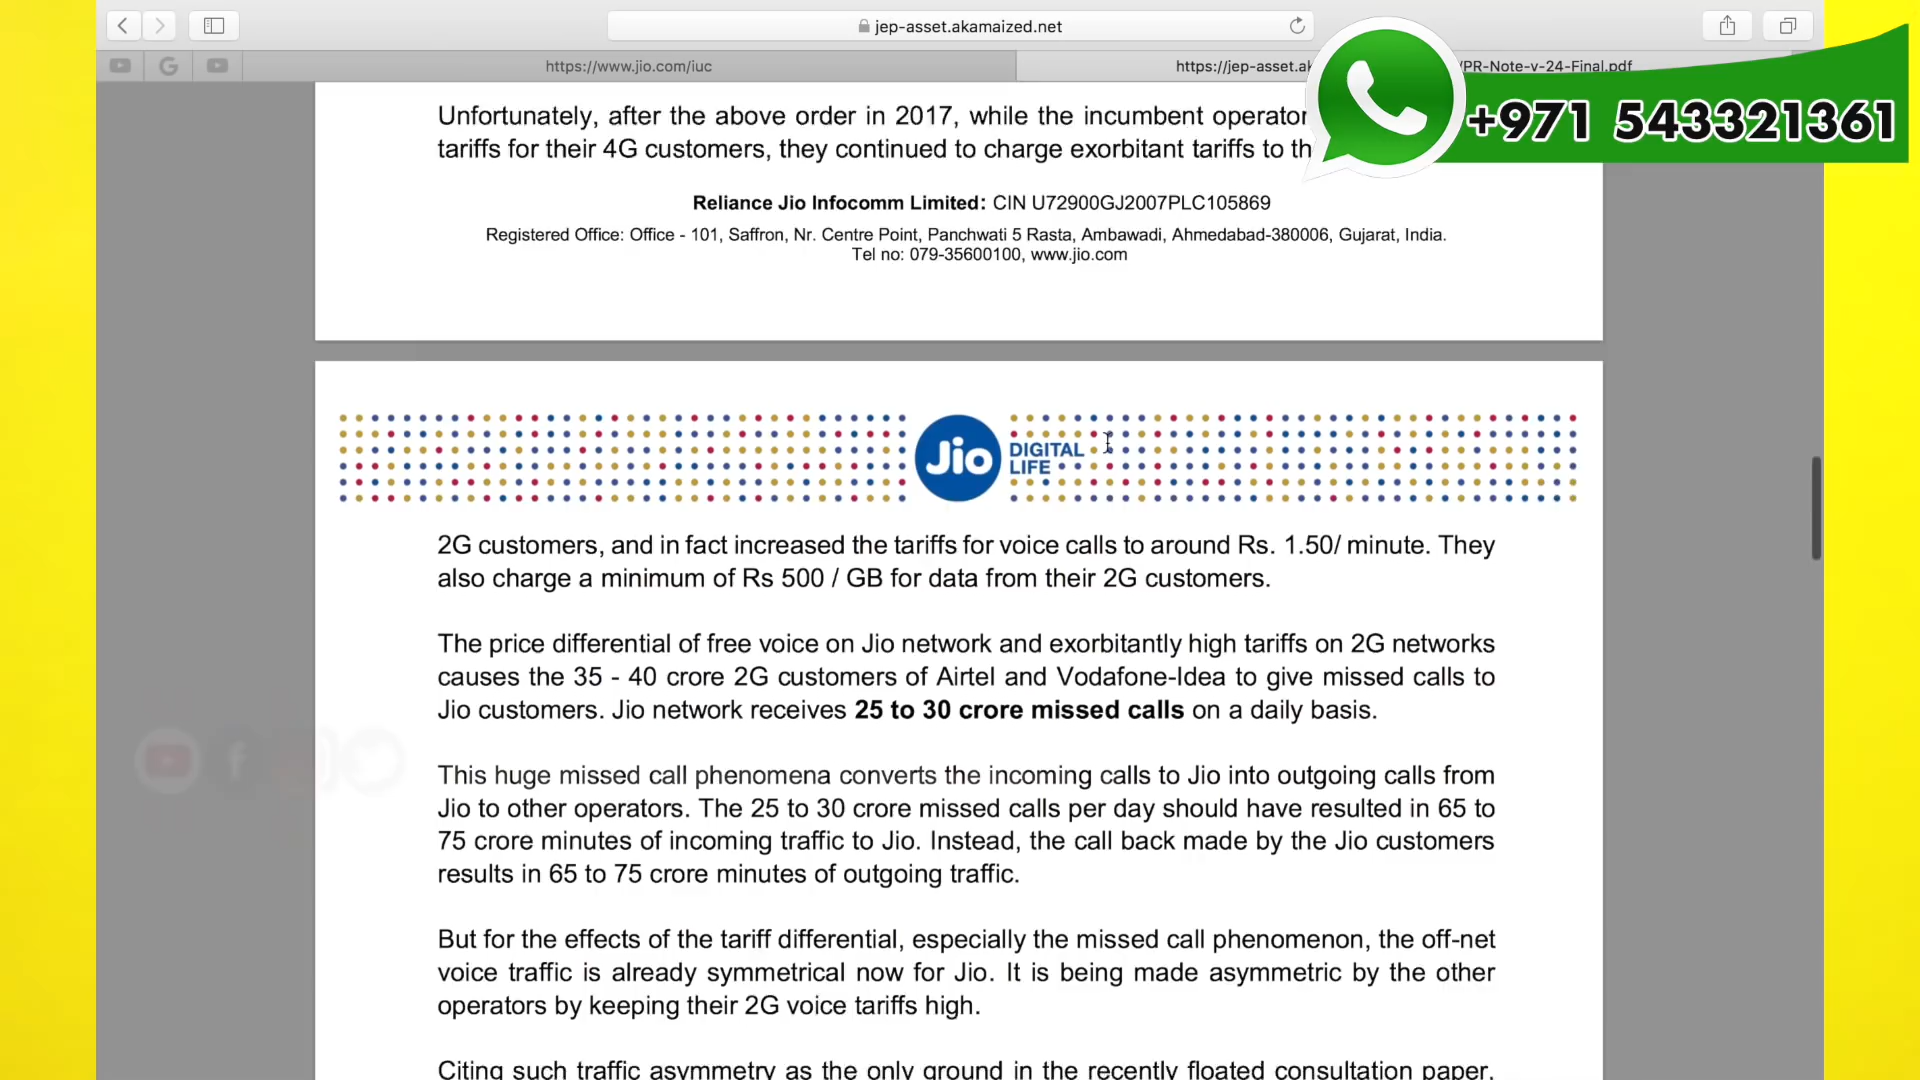 jep-asset.akamaized.net
https://www.jio.com/iuc
https://jep-asset.ak
/PR-Note-v-24-Final.pdf
+971 543321361
Unfortunately, after the above order in 2017, while the incumbent operator
tariffs for their 4G customers, they continued to charge exorbitant tariffs to th
Reliance Jio Infocomm Limited: CIN U72900GJ2007PLC105869
Registered Office: Office - 101, Saffron, Nr. Centre Point, Panchwati 5 Rasta, Ambawadi, Ahmedabad-380006, Gujarat, India.
Tel no: 079-35600100, www.jio.com
Jio
DIGITAL
LIFE
2G customers, and in fact increased the tariffs for voice calls to around Rs. 1.50/ minute. They
also charge a minimum of Rs 500 / GB for data from their 2G customers.
The price differential of free voice on Jio network and exorbitantly high tariffs on 2G networks
causes the 35 - 40 crore 2G customers of Airtel and Vodafone-Idea to give missed calls to
Jio customers. Jio network receives 25 to 30 crore missed calls on a daily basis.
This huge missed call phenomena converts the incoming calls to Jio into outgoing calls from
Jio to other operators. The 25 to 30 crore missed calls per day should have resulted in 65 to
75 crore minutes of incoming traffic to Jio. Instead, the call back made by the Jio customers
results in 65 to 75 crore minutes of outgoing traffic.
But for the effects of the tariff differential, especially the missed call phenomenon, the off-net
voice traffic is already symmetrical now for Jio. It is being made asymmetric by the other
operators by keeping their 2G voice tariffs high.
Citing such traffic asymmetry as the only ground in the recently floated consultation paper,